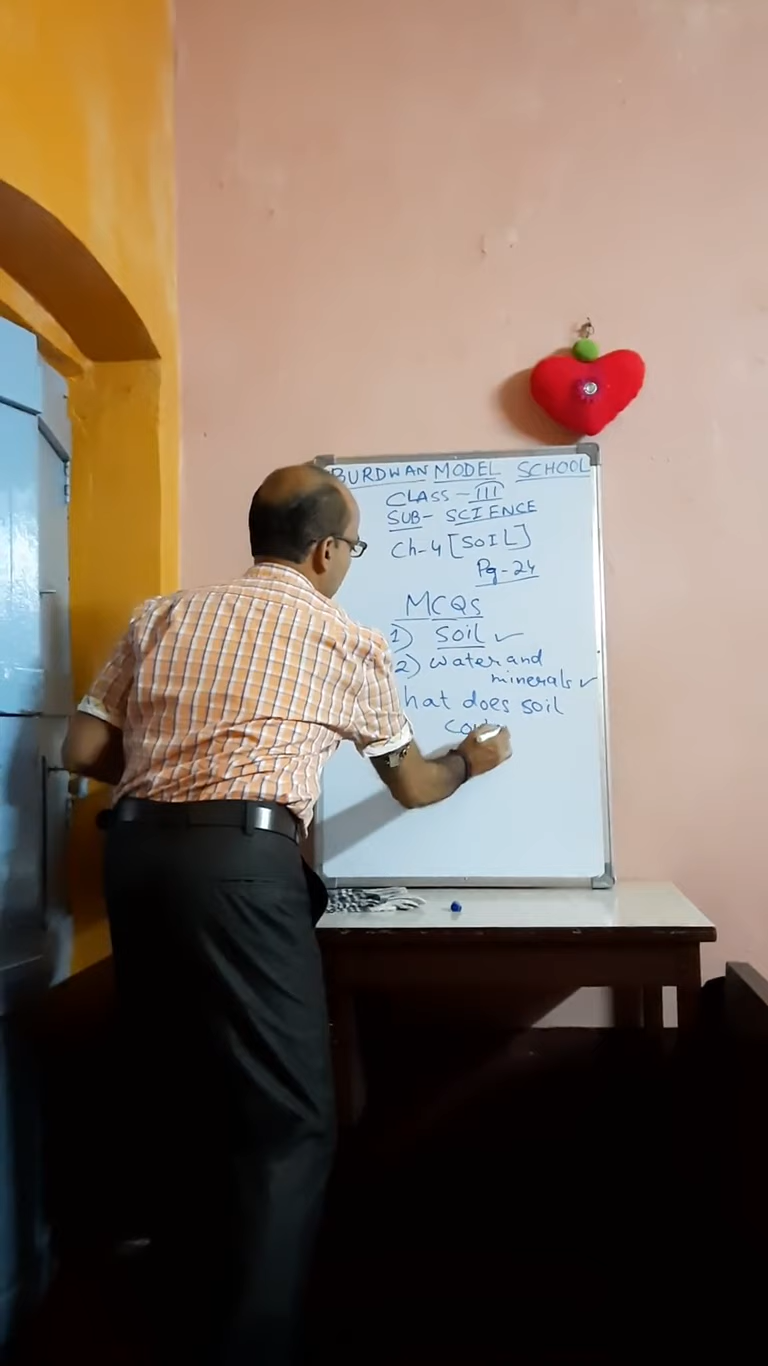 BURDWAN MODEL SCHOOL
CLASS - III
SUB - SCIENCE
Ch-4 [SOIL]
Pg-24
MCQS
1) Soil ✓
2) Water and
minerals ✓
hat does soil